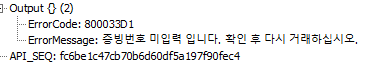 Output {} (2)
ErrorCode: 800033D1
ErrorMessage: 증빙번호 미입력 입니다. 확인 후 다시 거래하십시오.
API_SEQ: fc6be1c47cb70b6d60df5a197f90fec4